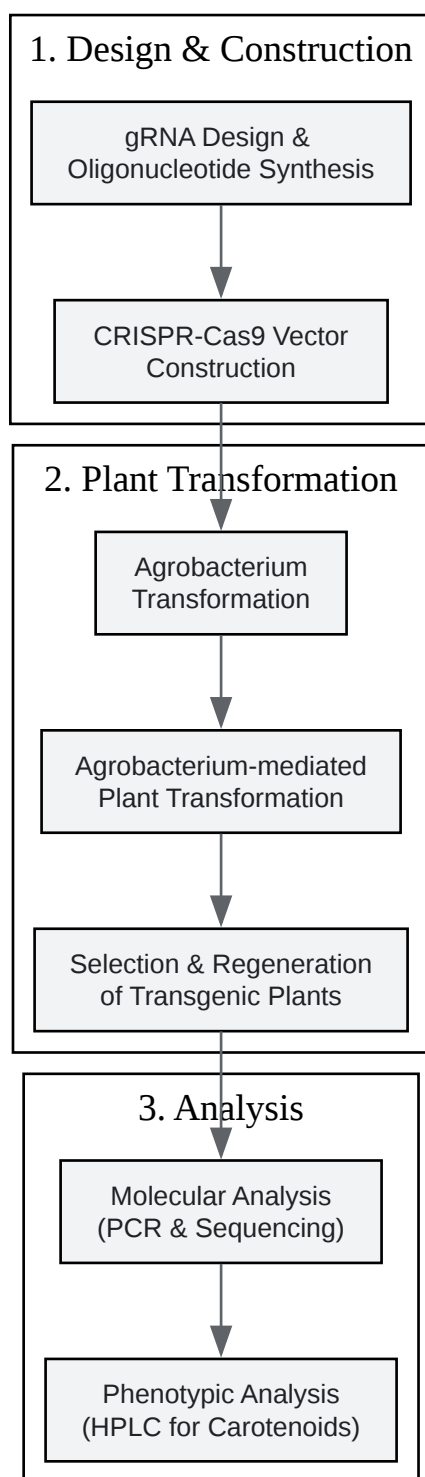 1. Design & Construction
gRNA Design &
Oligonucleotide Synthesis
CRISPR-Cas9 Vector
Construction
2. Plant Transformation
Agrobacterium
Transformation
Agrobacterium-mediated
Plant Transformation
Selection & Regeneration
of Transgenic Plants
3. Analysis
Molecular Analysis
(PCR & Sequencing)
Phenotypic Analysis
(HPLC for Carotenoids)